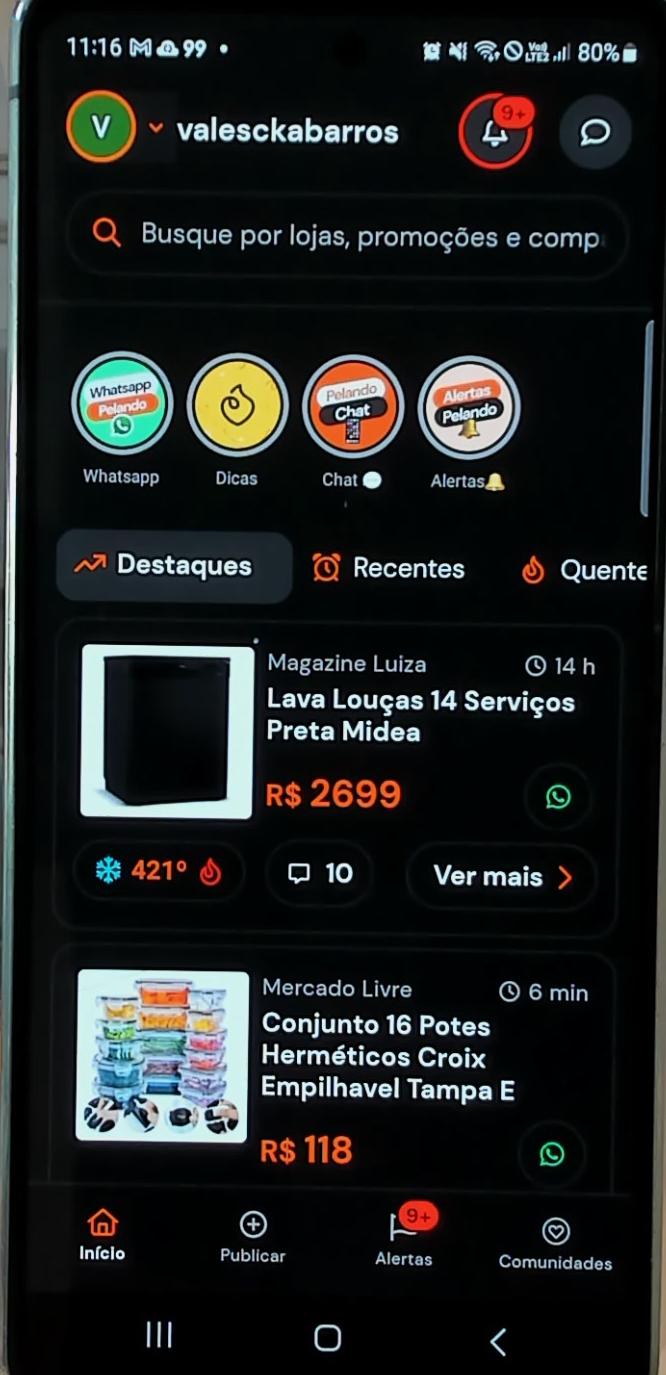 11:16 99 •
Vo))
LTE2
80%
V
valesckabarros
9+
Busque por lojas, promoções e comp
Whatsapp
Pelando
Pelando
Chat
Alertas
Pelando
Whatsapp
Dicas
Chat
Alertas
Destaques
Recentes
Quente
Magazine Luiza
14 h
Lava Louças 14 Serviços
Preta Midea
R$ 2699
421°
10
Ver mais
Mercado Livre
6 min
Conjunto 16 Potes
Herméticos Croix
Empilhavel Tampa E
R$ 118
Início
Publicar
9+
Alertas
Comunidades